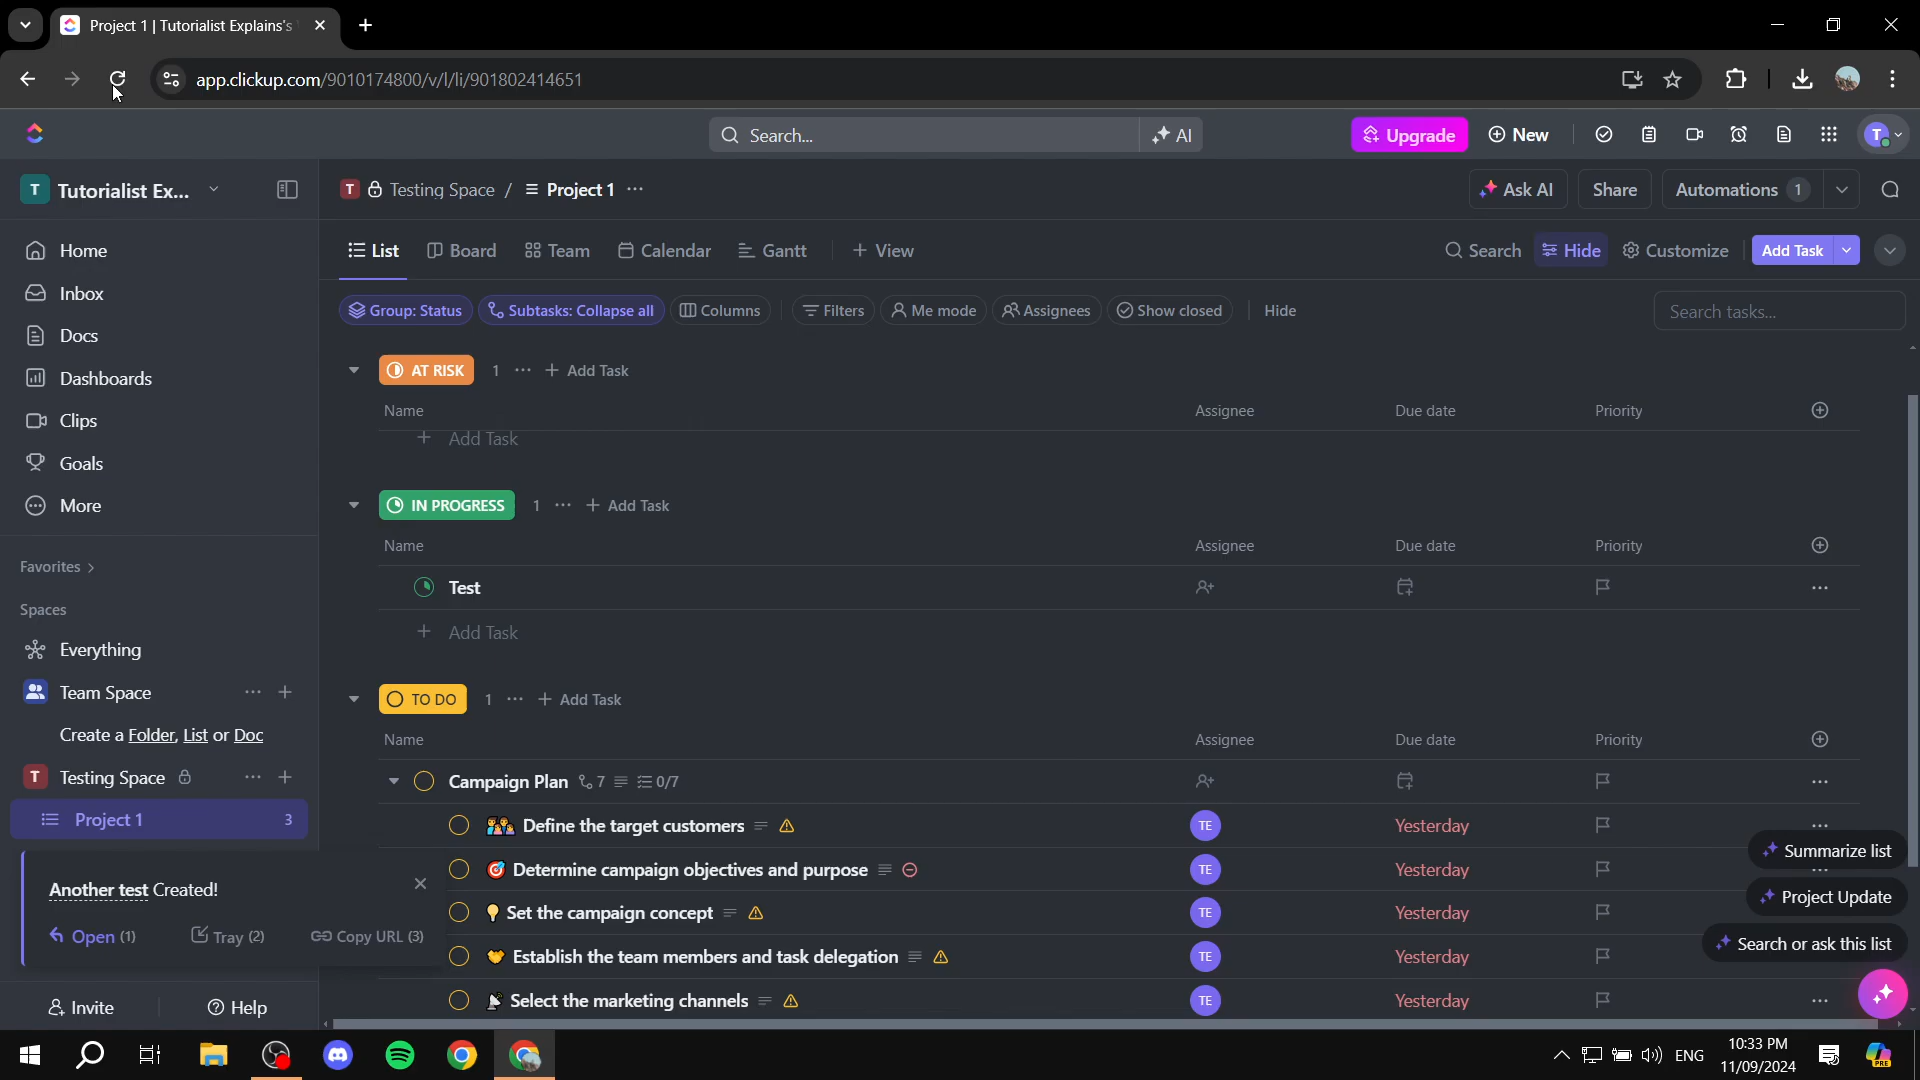 Project 1 | Tutorialist Explains's
app.clickup.com/9010174800/v/l/li/901802414651
Search...
AI
Upgrade
New
T
T Tutorialist Ex...
T Testing Space / Project 1 ...
Ask AI
Share
Automations 1
Home
Inbox
Docs
Dashboards
Clips
Goals
More
Favorites
Spaces
Everything
Team Space
Create a Folder, List or Doc
T Testing Space
Project 1 3
Another test Created!
Open (1) Tray (2) Copy URL (3)
Invite Help
List Board Team Calendar Gantt + View
Search Hide Customize Add Task
Group: Status Subtasks: Collapse all Columns Filters Me mode Assignees Show closed Hide
Search tasks...
AT RISK 1 ... + Add Task
Name Assignee Due date Priority
+ Add Task
IN PROGRESS 1 ... + Add Task
Name Assignee Due date Priority
Test
+ Add Task
TO DO 1 ... + Add Task
Name Assignee Due date Priority
Campaign Plan 7 0/7
Define the target customers TE Yesterday
Determine campaign objectives and purpose TE Yesterday
Set the campaign concept TE Yesterday
Establish the team members and task delegation TE Yesterday
Select the marketing channels TE Yesterday
Summarize list
Project Update
Search or ask this list
ENG
10:33 PM
11/09/2024
PRE